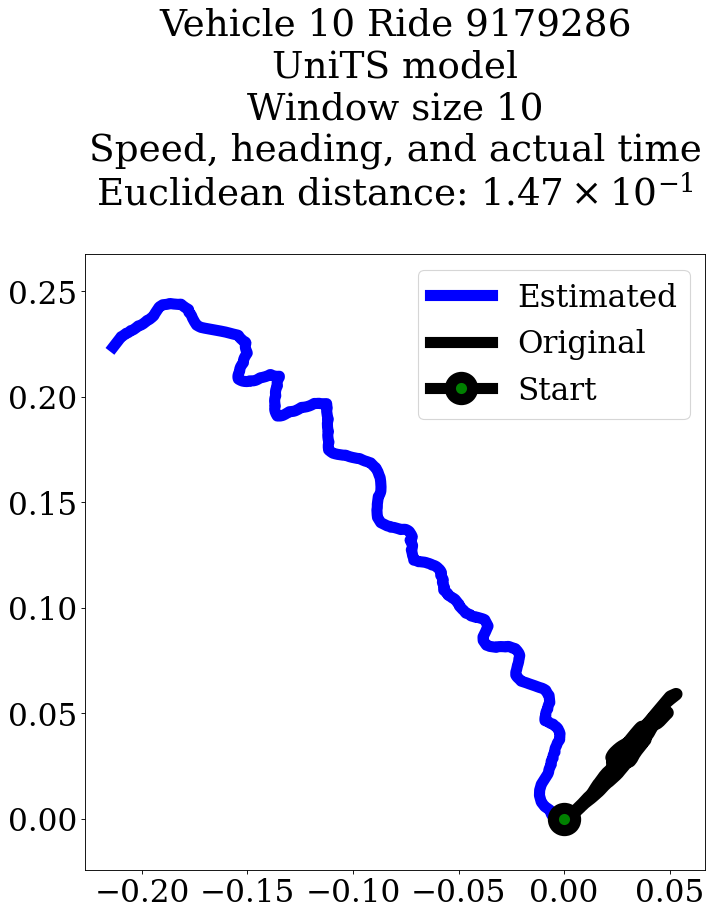 Vehicle 10 Ride 9179286
UniTS model
Window size 10
Speed, heading, and actual time
Euclidean distance: 1.47 × 10⁻¹
Estimated
Original
Start
0.25
0.20
0.15
0.10
0.05
0.00
−0.20 −0.15 −0.10 −0.05 0.00 0.05